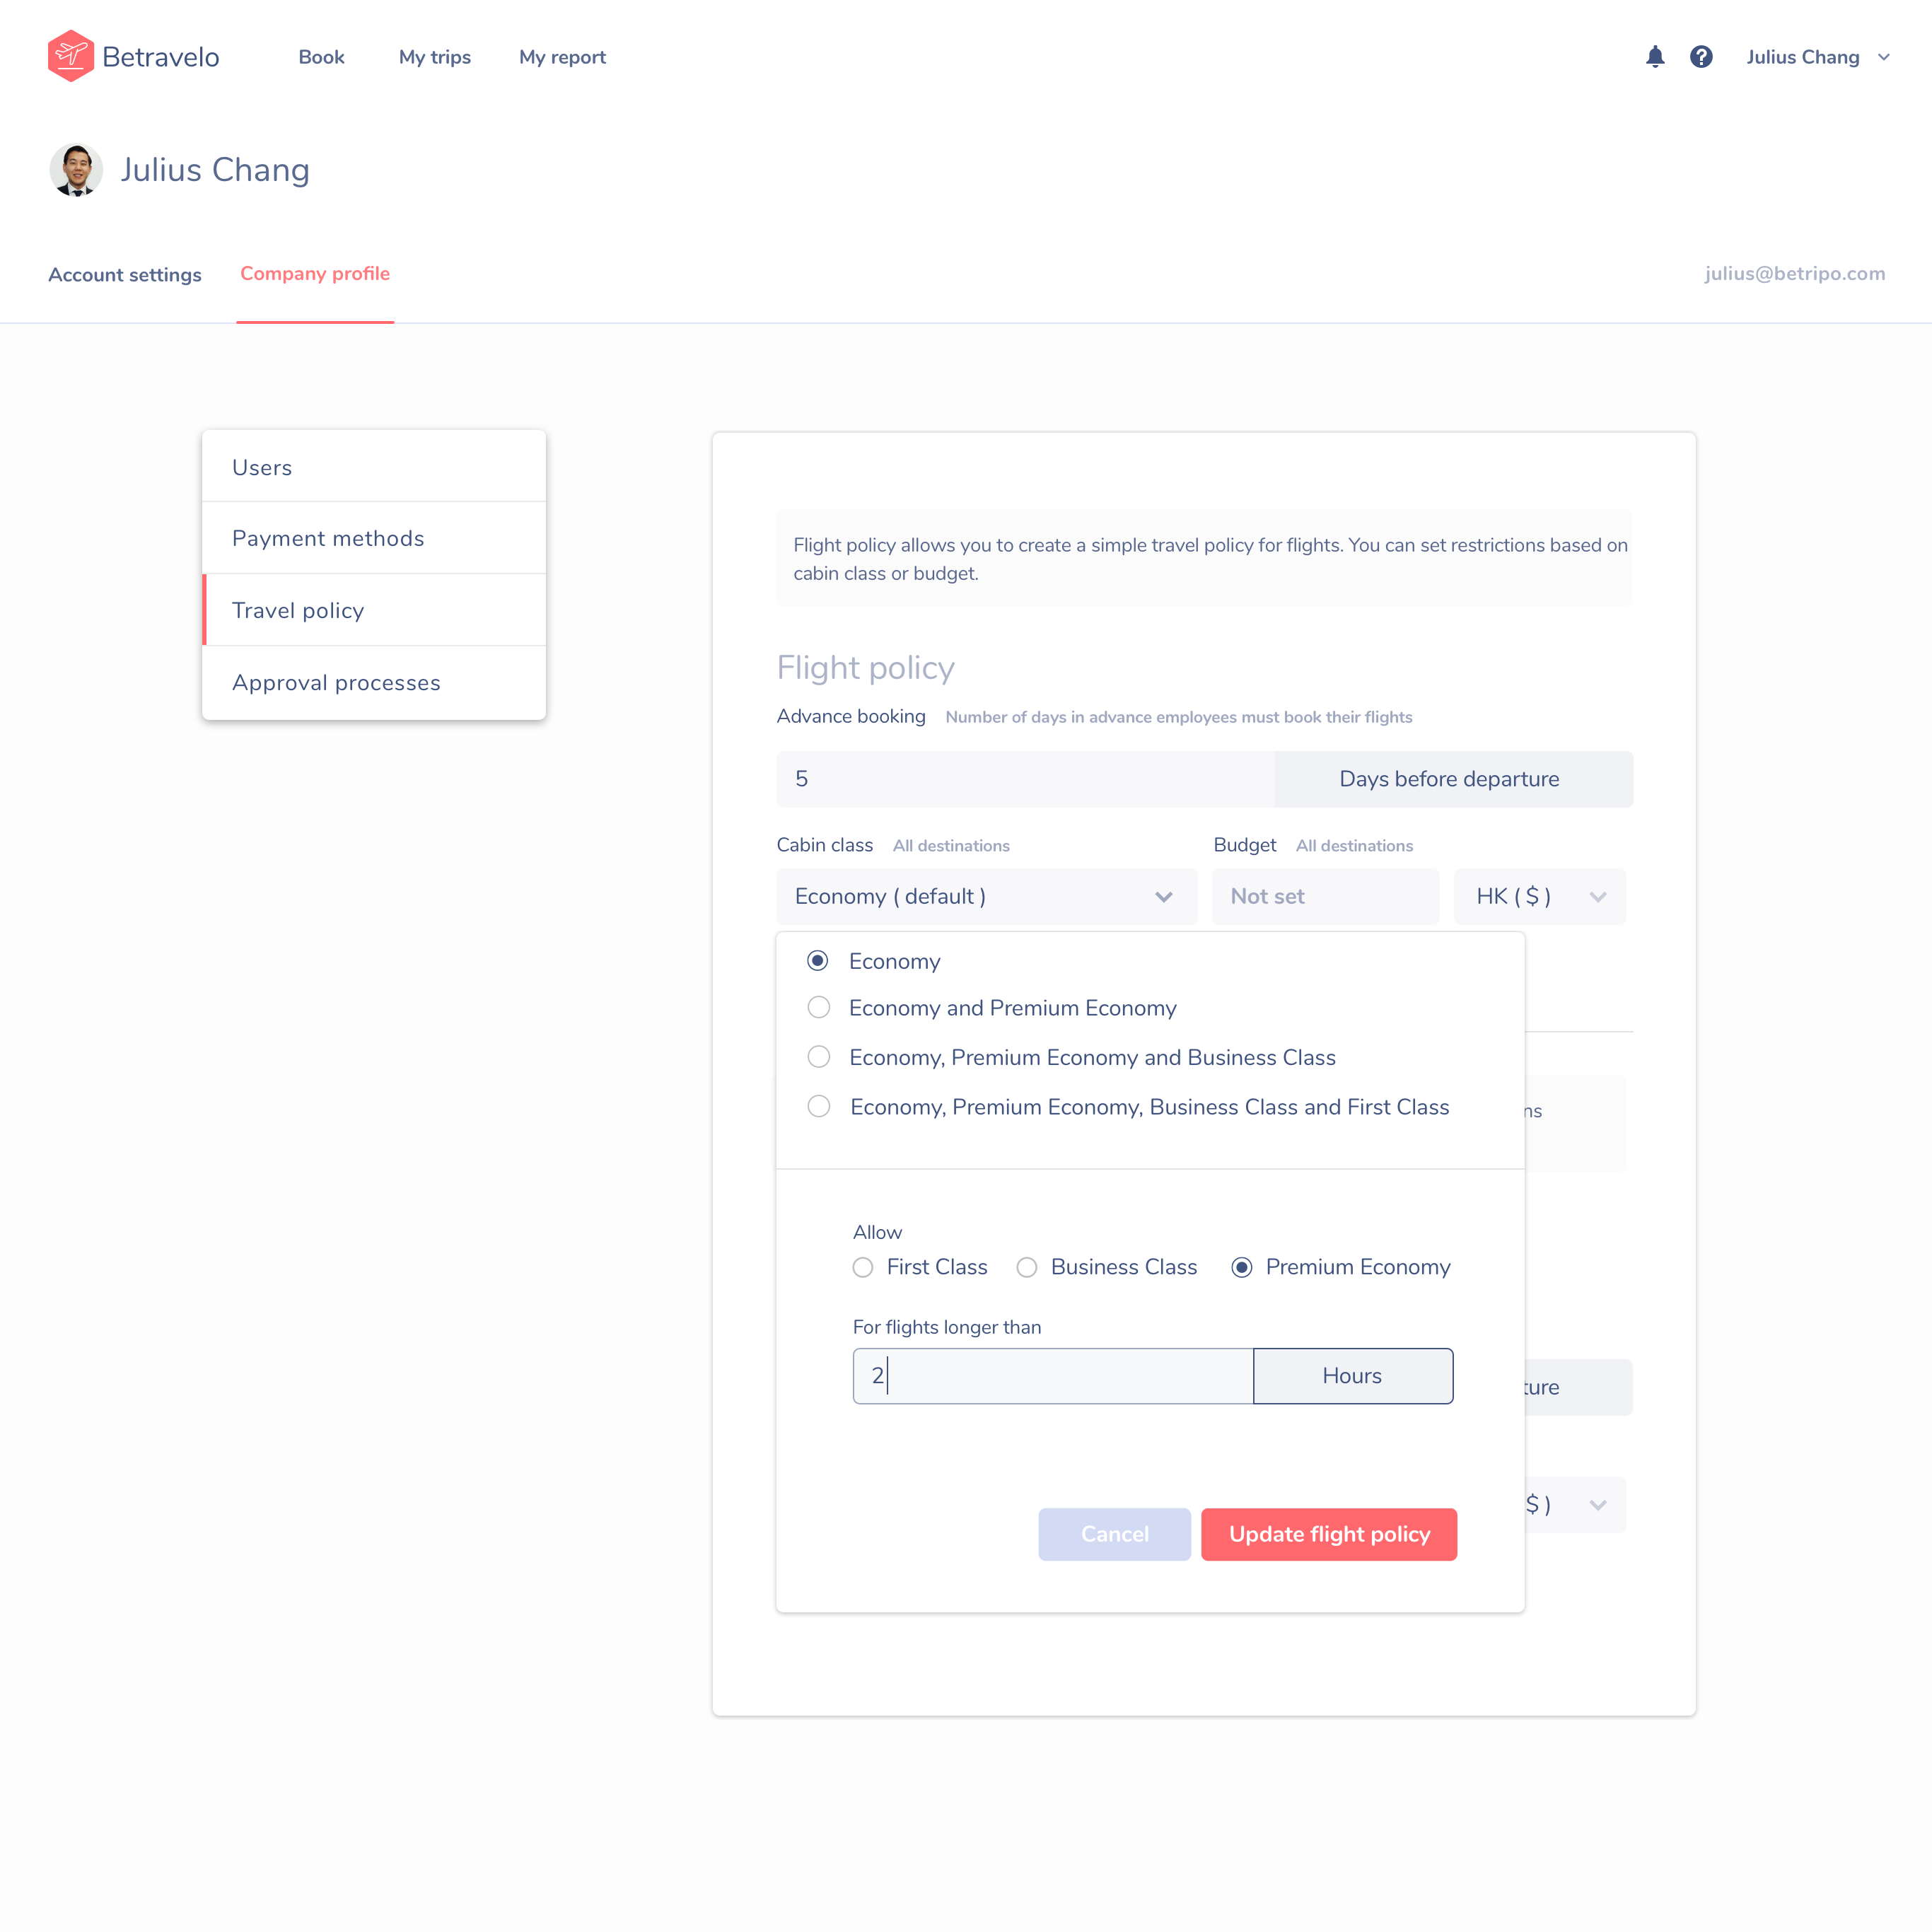 Betravelo
Book
My trips
My report
?
Julius Chang
Julius Chang
Account settings
Company profile
julius@betripo.com
Users
Payment methods
Travel policy
Approval processes
Flight policy allows you to create a simple travel policy for flights. You can set restrictions based on
cabin class or budget.
Flight policy
Advance booking Number of days in advance employees must book their flights
5 Days before departure
Cabin class All destinations Budget All destinations
Economy ( default ) Not set HK ( $ )
Economy
Economy and Premium Economy
Economy, Premium Economy and Business Class
Economy, Premium Economy, Business Class and First Class
ns
Allow
First Class Business Class Premium Economy
For flights longer than
2 Hours
ture
$ )
Cancel Update flight policy